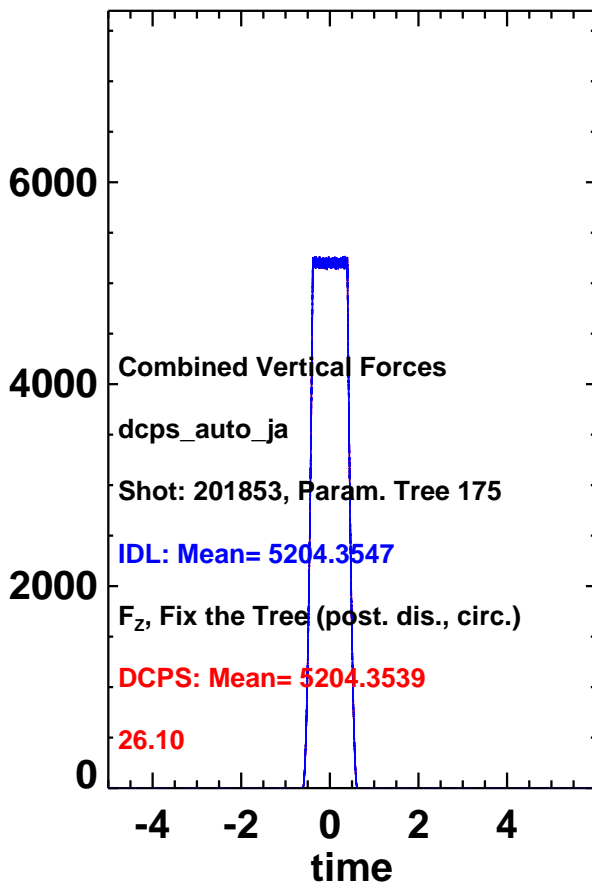 6000
4000
2000
0
Combined Vertical Forces
dcps_auto_ja
Shot: 201853, Param. Tree 175
IDL: Mean= 5204.3547
F_Z, Fix the Tree (post. dis., circ.)
DCPS: Mean= 5204.3539
26.10
-4 -2 0 2 4
time